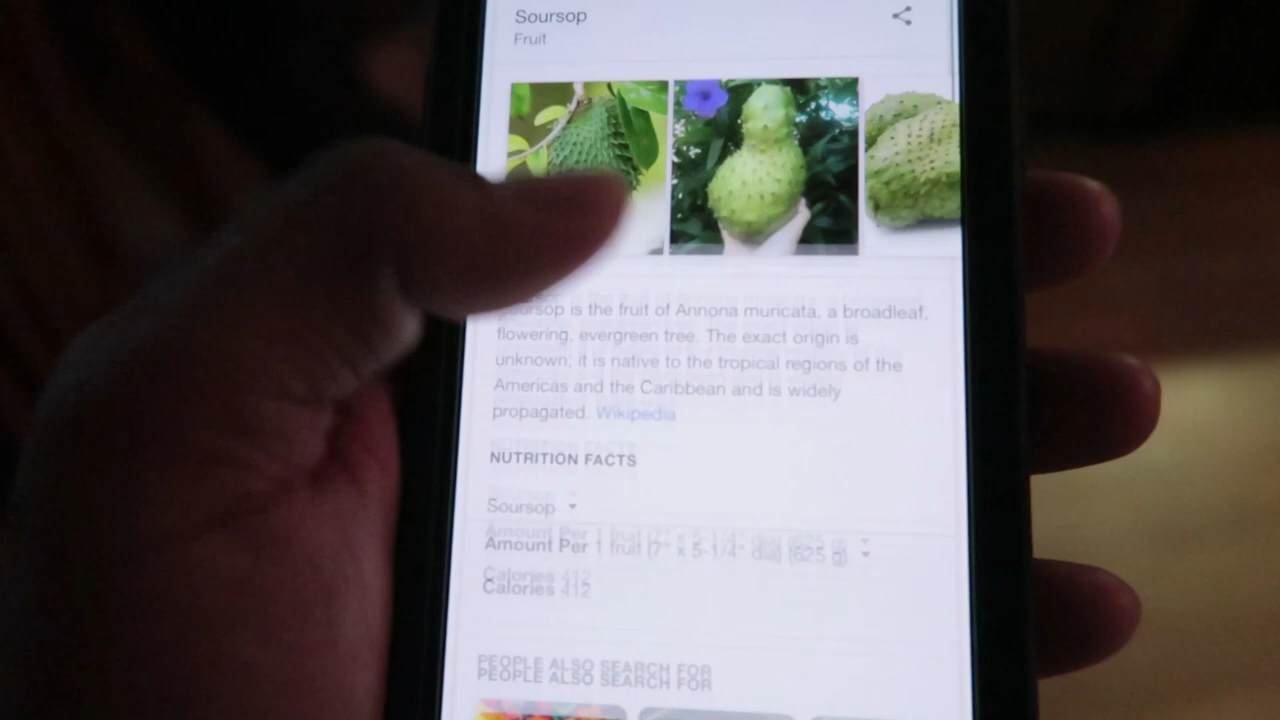 Soursop
Fruit
Soursop is the fruit of Annona muricata, a broadleaf,
flowering, evergreen tree. The exact origin is
unknown; it is native to the tropical regions of the
Americas and the Caribbean and is widely
propagated. Wikipedia
NUTRITION FACTS
Soursop
Amount Per 1 fruit (7" x 5-1/4" dia) (625 g)
Calories 412
PEOPLE ALSO SEARCH FOR